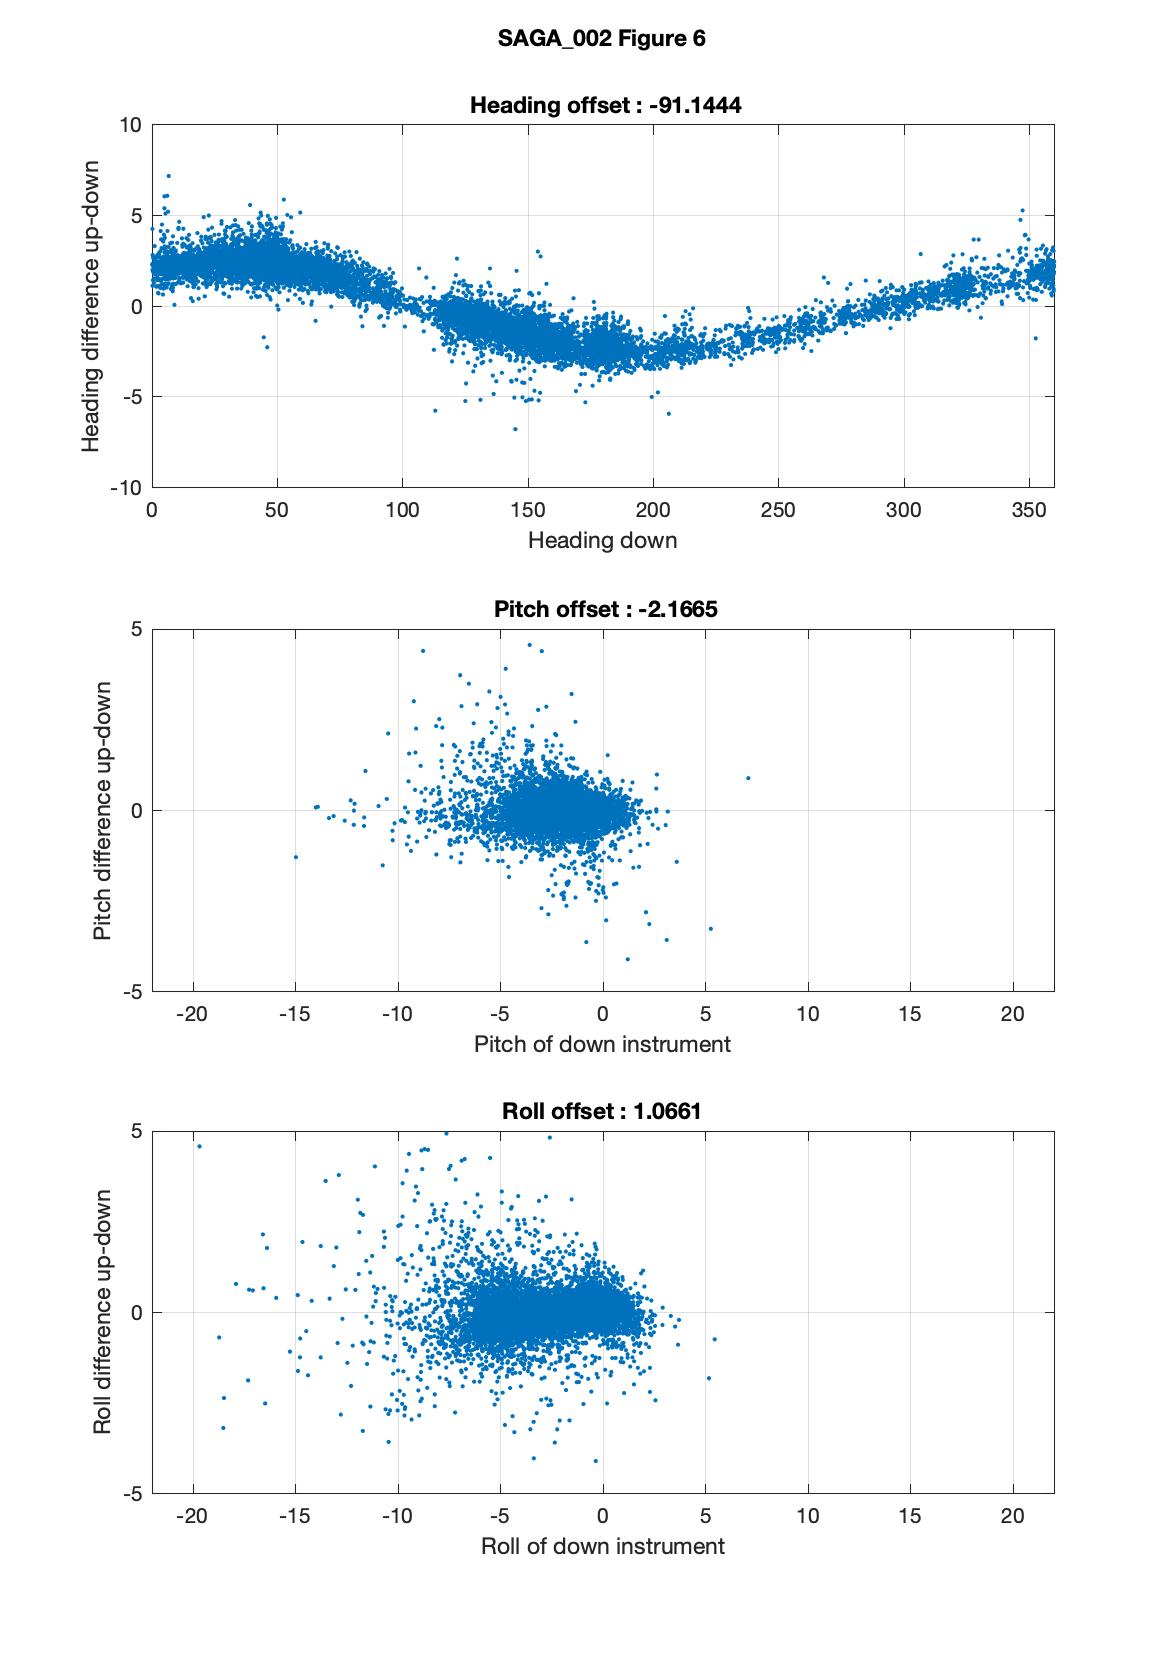 SAGA_002 Figure 6
Heading offset : -91.1444
10
5
0
-5
-10
Heading difference up-down
0 50 100 150 200 250 300 350
Heading down
Pitch offset : -2.1665
5
0
-5
Pitch difference up-down
-20 -15 -10 -5 0 5 10 15 20
Pitch of down instrument
Roll offset : 1.0661
5
0
-5
Roll difference up-down
-20 -15 -10 -5 0 5 10 15 20
Roll of down instrument